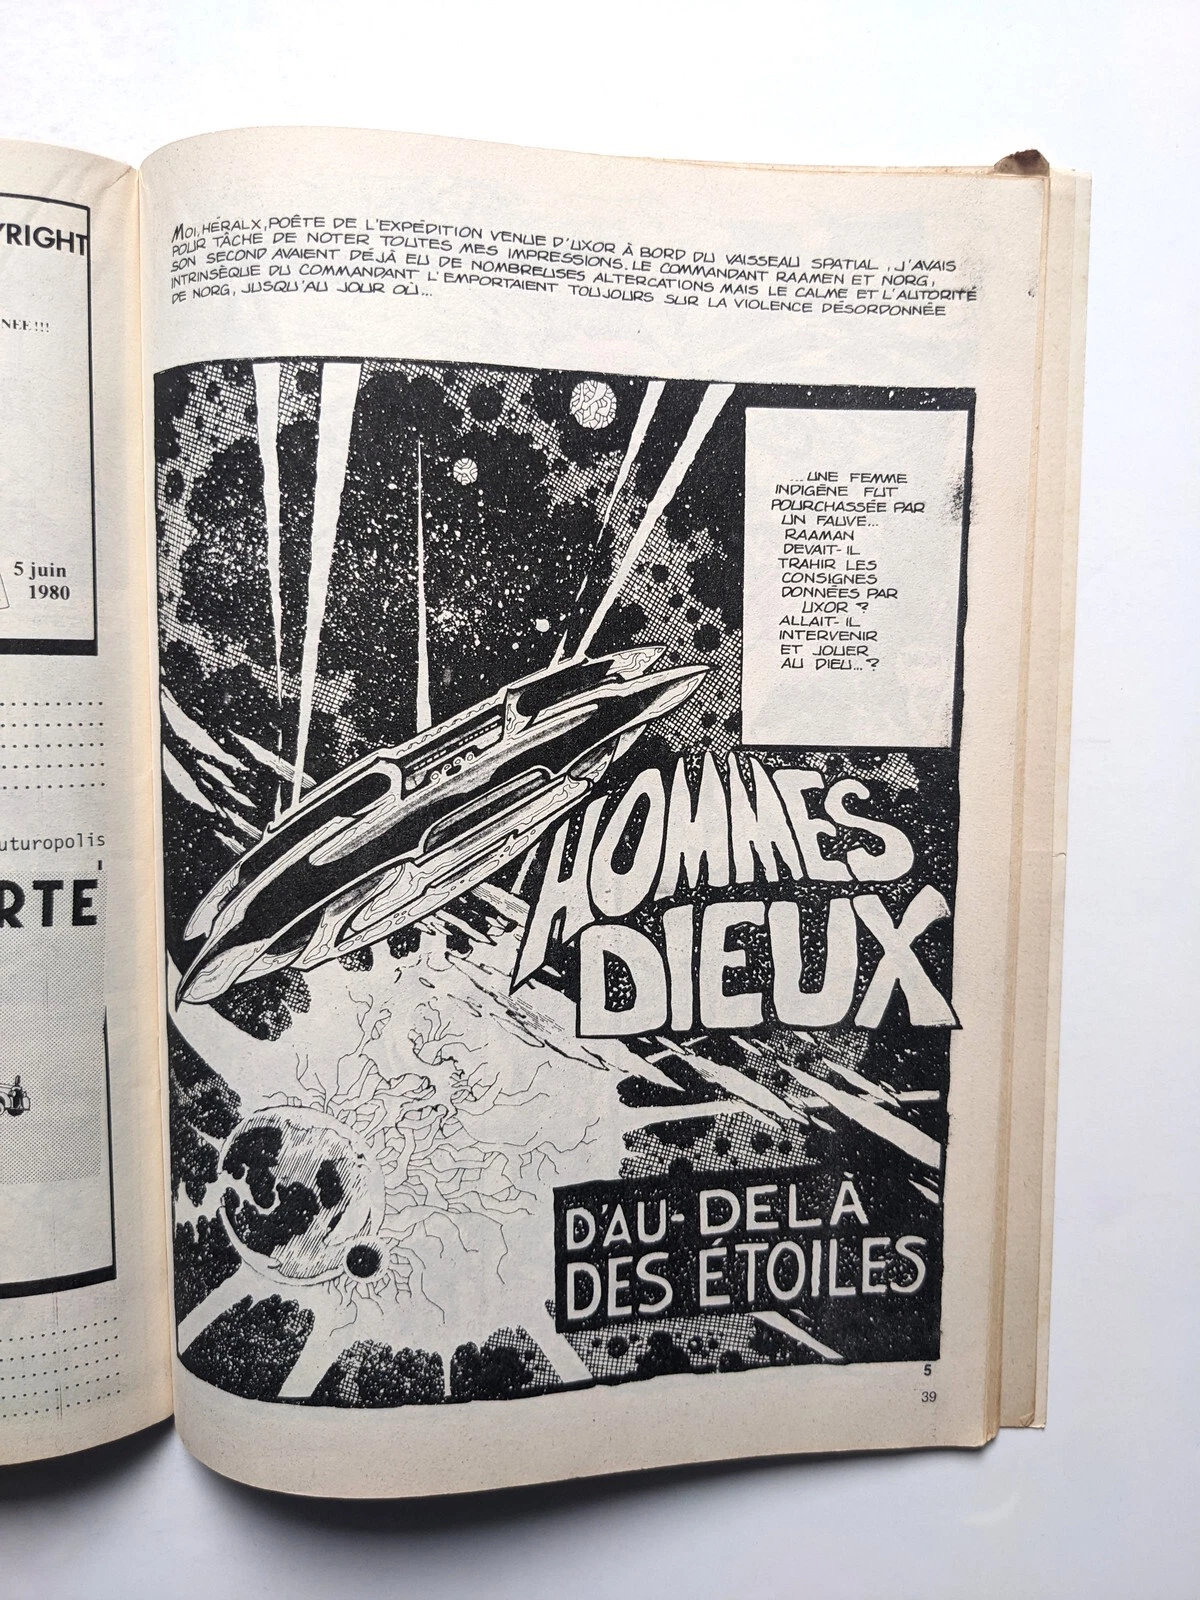 YRIGHT
NEE!!!
5 juin
1980
uturopolis
RTE
MOI, HÉRALX, POÊTE DE L'EXPÉDITION VENUE D'UXOR À BORD DU VAISSEAU SPATIAL, J'AVAIS
POUR TÂCHE DE NOTER TOUTES MES IMPRESSIONS. LE COMMANDANT RAAMEN ET NORG,
SON SECOND AVAIENT DÉJÀ EU DE NOMBREUSES ALTERCATIONS MAIS LE CALME ET L'AUTORITÉ
INTRINSÈQUE DU COMMANDANT L'EMPORTAIENT TOUJOURS SUR LA VIOLENCE DÉSORDONNÉE
DE NORG, JUSQU'AU JOUR OÙ...
...UNE FEMME
INDIGÉNE FUT
POURCHASSÉE PAR
UN FAUVE...
RAAMAN
DEVAIT-IL
TRAHIR LES
CONSIGNES
DONNÉES PAR
UXOR ?
ALLAIT-IL
INTERVENIR
ET JOUER
AU DIEU...?
HOMMES
DIEUX
D'AU-DELÀ
DES ÉTOILES
5
39